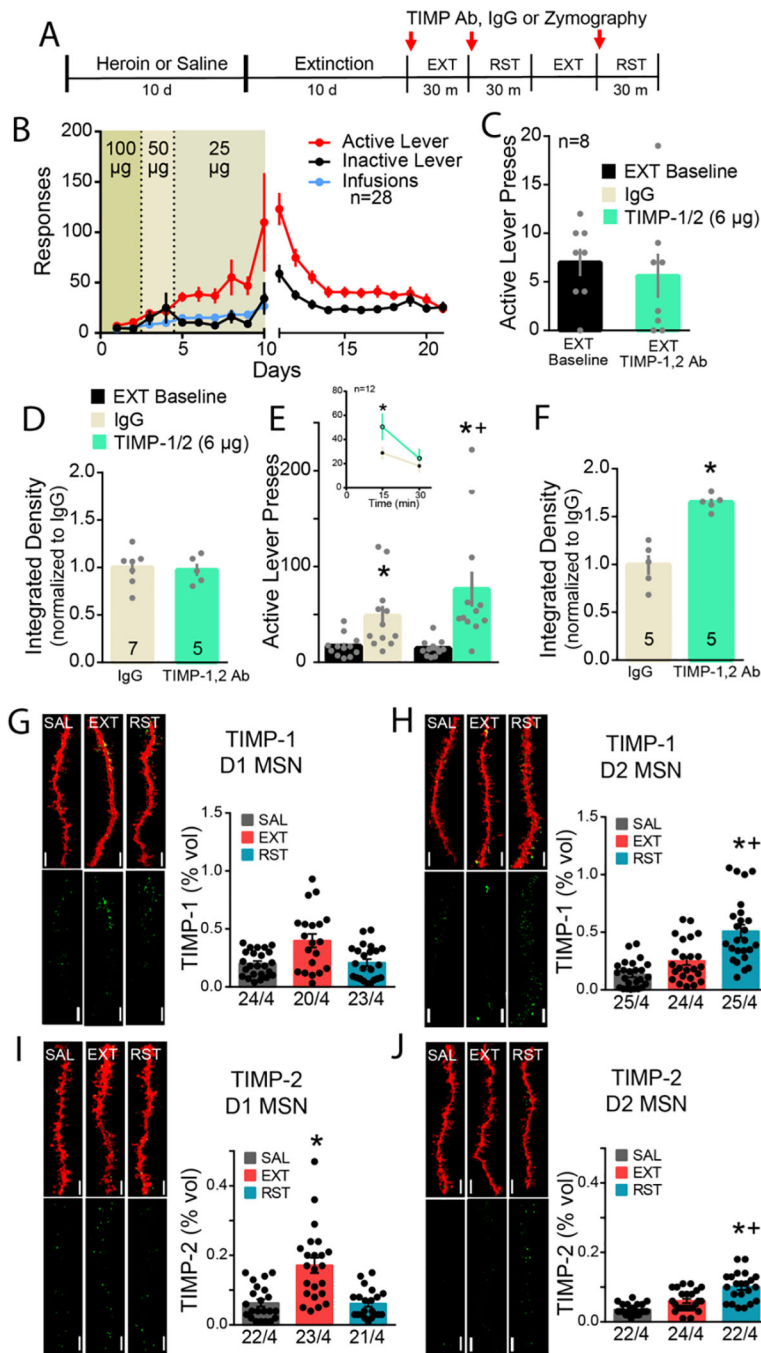 A
TIMP Ab, IgG or Zymography
Heroin or Saline
Extinction
EXT
RST
EXT
RST
10 d
10 d
30 m
30 m
30 m
B
Responses
200
150
100
50
0
100 µg
50 µg
25 µg
Active Lever
Inactive Lever
Infusions
n=28
0
5
10
15
20
Days
C
Active Lever Preses
20
15
10
5
0
n=8
EXT Baseline
IgG
TIMP-1/2 (6 µg)
EXT Baseline
EXT TIMP-1,2 Ab
D
EXT Baseline
IgG
TIMP-1/2 (6 µg)
Integrated Density
(normalized to IgG)
2.0
1.5
1.0
0.5
0.0
7
5
IgG
TIMP-1,2 Ab
E
Active Lever Preses
200
100
0
n=12
80
60
40
20
0
*
0
15
30
Time (min)
*
*+
F
Integrated Density
(normalized to IgG)
2.0
1.5
1.0
0.5
0.0
*
5
5
IgG
TIMP-1,2 Ab
G
SAL
EXT
RST
TIMP-1
D1 MSN
TIMP-1 (% vol)
1.5
1.0
0.5
0.0
SAL
EXT
RST
24/4
20/4
23/4
H
SAL
EXT
RST
TIMP-1
D2 MSN
TIMP-1 (% vol)
1.5
1.0
0.5
0.0
SAL
EXT
RST
*+
25/4
24/4
25/4
I
SAL
EXT
RST
TIMP-2
D1 MSN
TIMP-2 (% vol)
0.4
0.2
0.0
SAL
EXT
RST
*
22/4
23/4
21/4
J
SAL
EXT
RST
TIMP-2
D2 MSN
TIMP-2 (% vol)
0.4
0.2
0.0
SAL
EXT
RST
*+
22/4
24/4
22/4